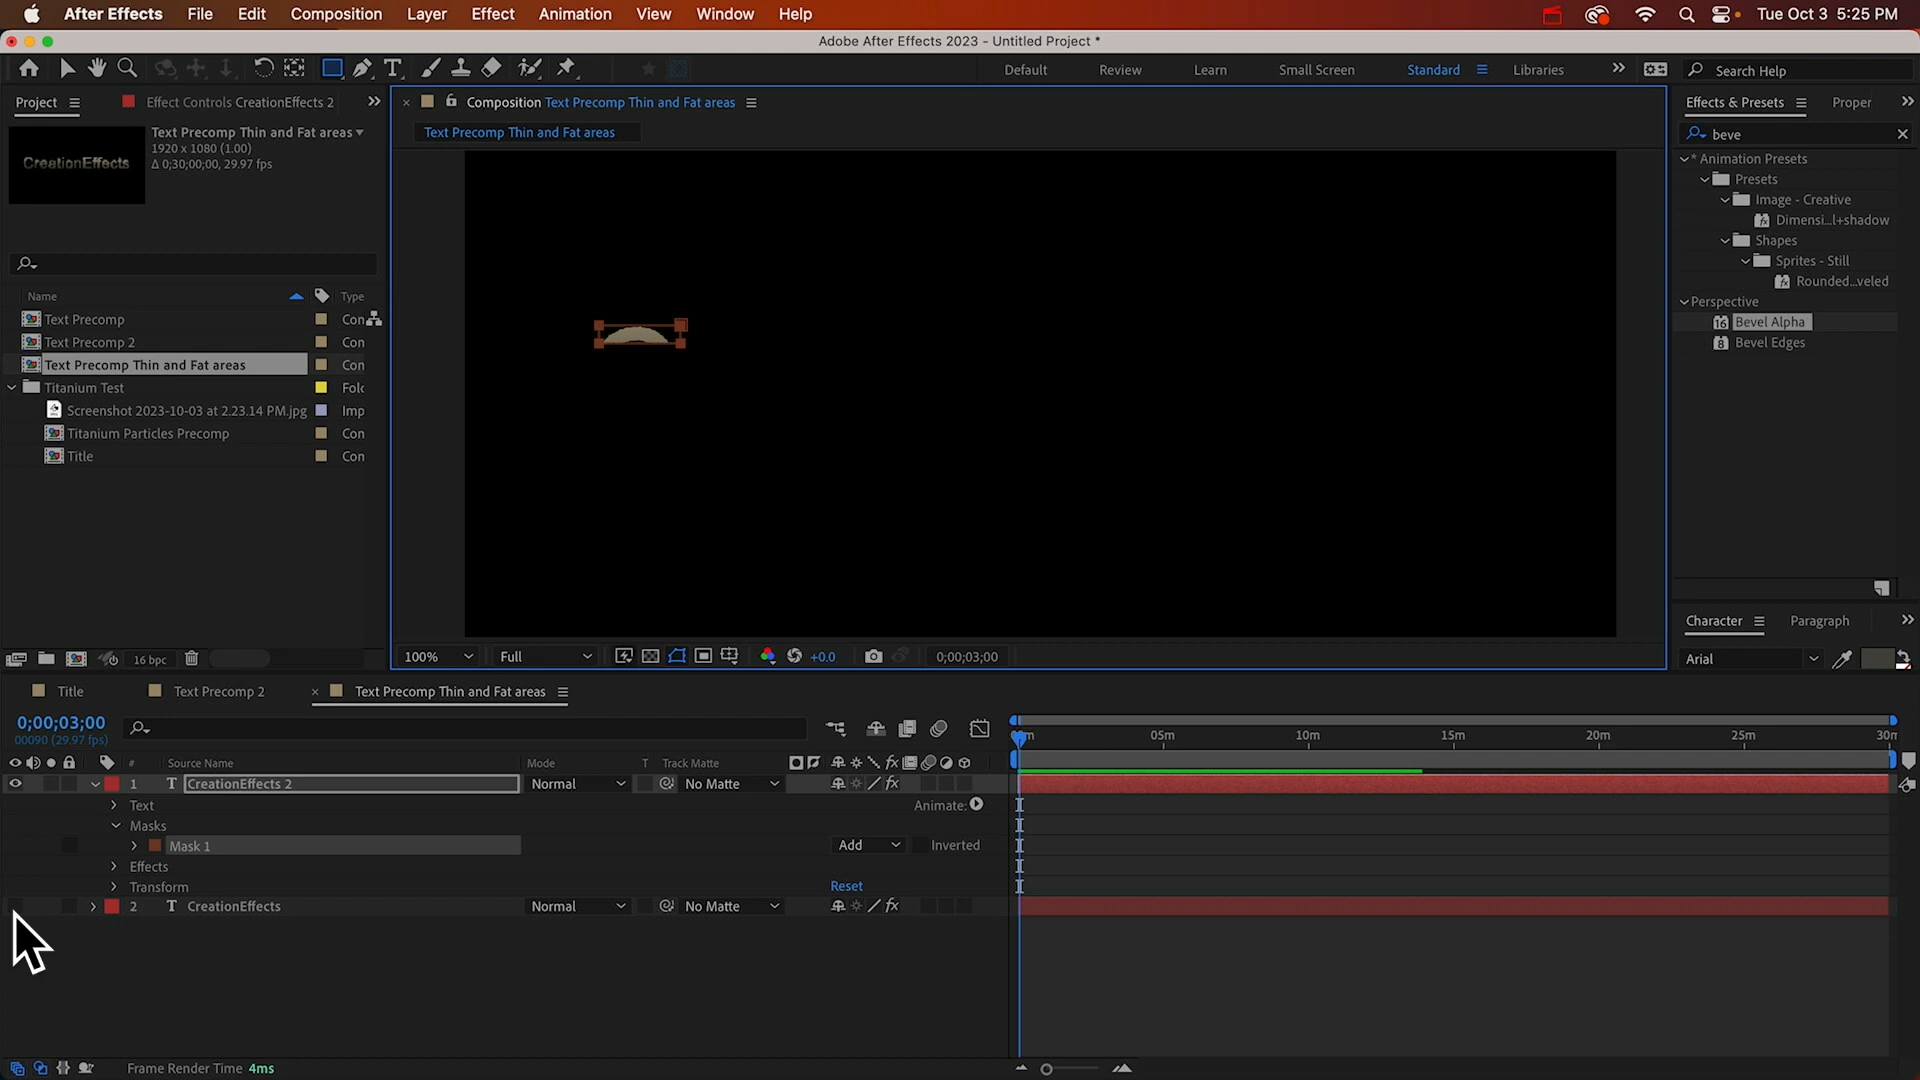 After Effects File Edit Composition Layer Effect Animation View Window Help Tue Oct 3 5:25 PM
Adobe After Effects 2023 - Untitled Project *
Default Review Learn Small Screen Standard Libraries Search Help
Project Effect Controls CreationEffects 2
Composition Text Precomp Thin and Fat areas
Effects & Presets Proper
Text Precomp Thin and Fat areas
1920 x 1080 (1.00)
Δ 0;30;00;00, 29.97 fps
CreationEffects
Text Precomp Thin and Fat areas
beve
* Animation Presets
Presets
Image - Creative
Dimensi...l+shadow
Shapes
Sprites - Still
Rounded...veled
Perspective
16 Bevel Alpha
8 Bevel Edges
Name Type
Text Precomp Con
Text Precomp 2 Con
Text Precomp Thin and Fat areas Con
Titanium Test Fol
Screenshot 2023-10-03 at 2.23.14 PM.jpg Imp
Titanium Particles Precomp Con
Title Con
Character Paragraph
Arial
16 bpc
100% Full +0.0 0;00;03;00
Title Text Precomp 2 Text Precomp Thin and Fat areas
0;00;03;00
00090 (29.97 fps)
05m 10m 15m 20m 25m 30m
# Source Name Mode T Track Matte
1 T CreationEffects 2 Normal No Matte
Text Animate:
Masks
Mask 1 Add Inverted
Effects
Transform Reset
2 T CreationEffects Normal No Matte
Frame Render Time 4ms